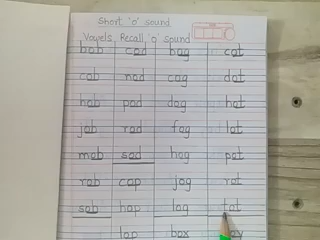 Short 'o' sound
Vowels Recall 'o' sound
bob cod bog cot
cob nod cog dot
hob pod dog hot
job rod fog lot
mob sod hog pot
rob cop jog rot
sob hop log tot
lop box